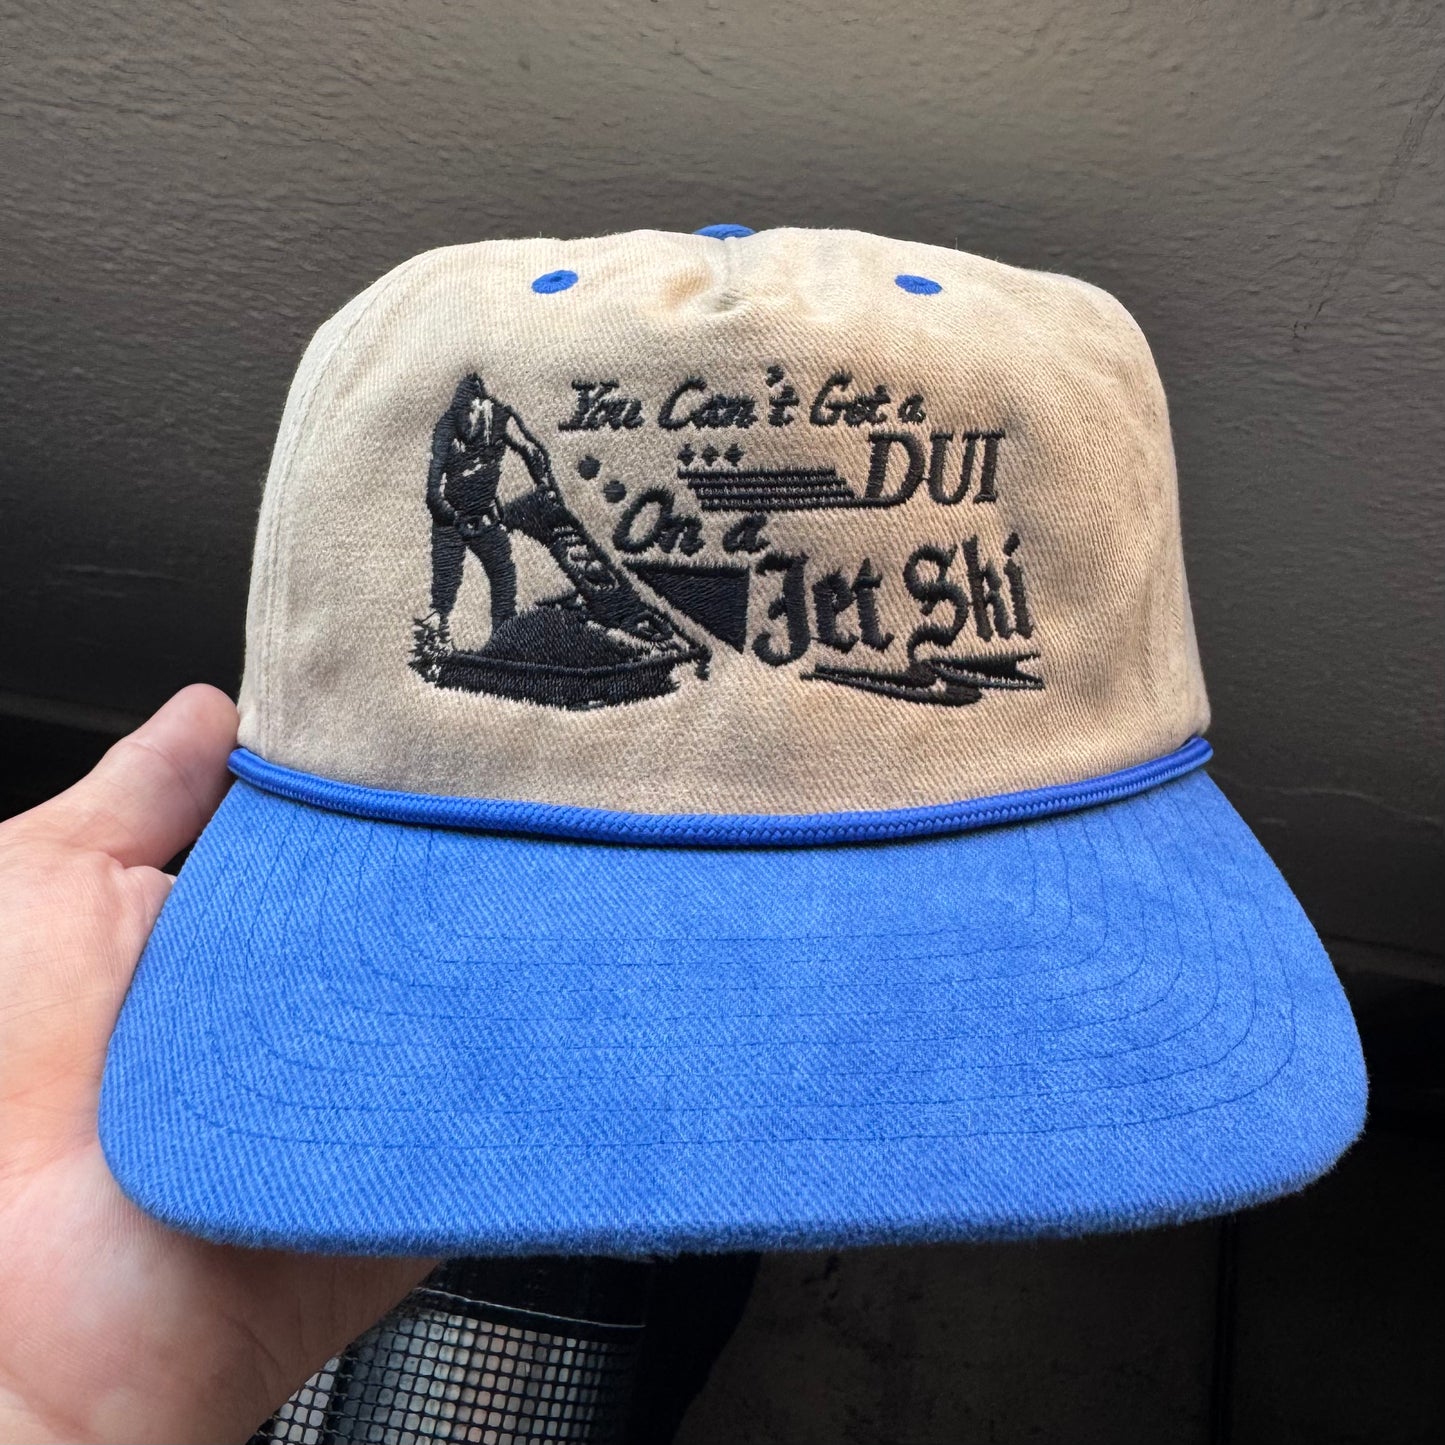 You Can't Get a
DUI
On a
Jet Ski